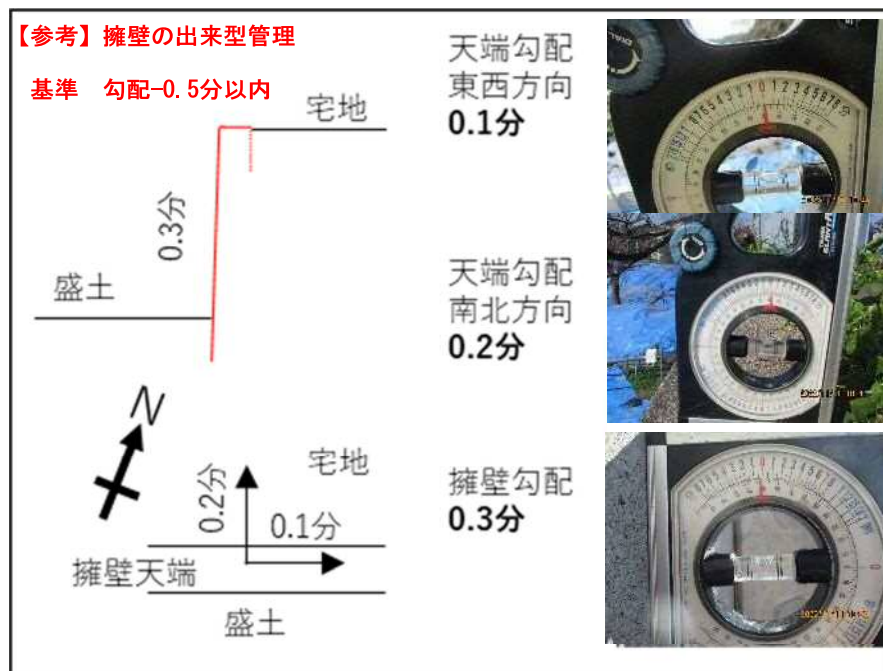 【参考】擁壁の出来型管理
基準　勾配-0.5分以内
宅地
0.3分
盛土
N
宅地
0.2分
0.1分
擁壁天端
盛土
天端勾配
東西方向
0.1分
天端勾配
南北方向
0.2分
擁壁勾配
0.3分